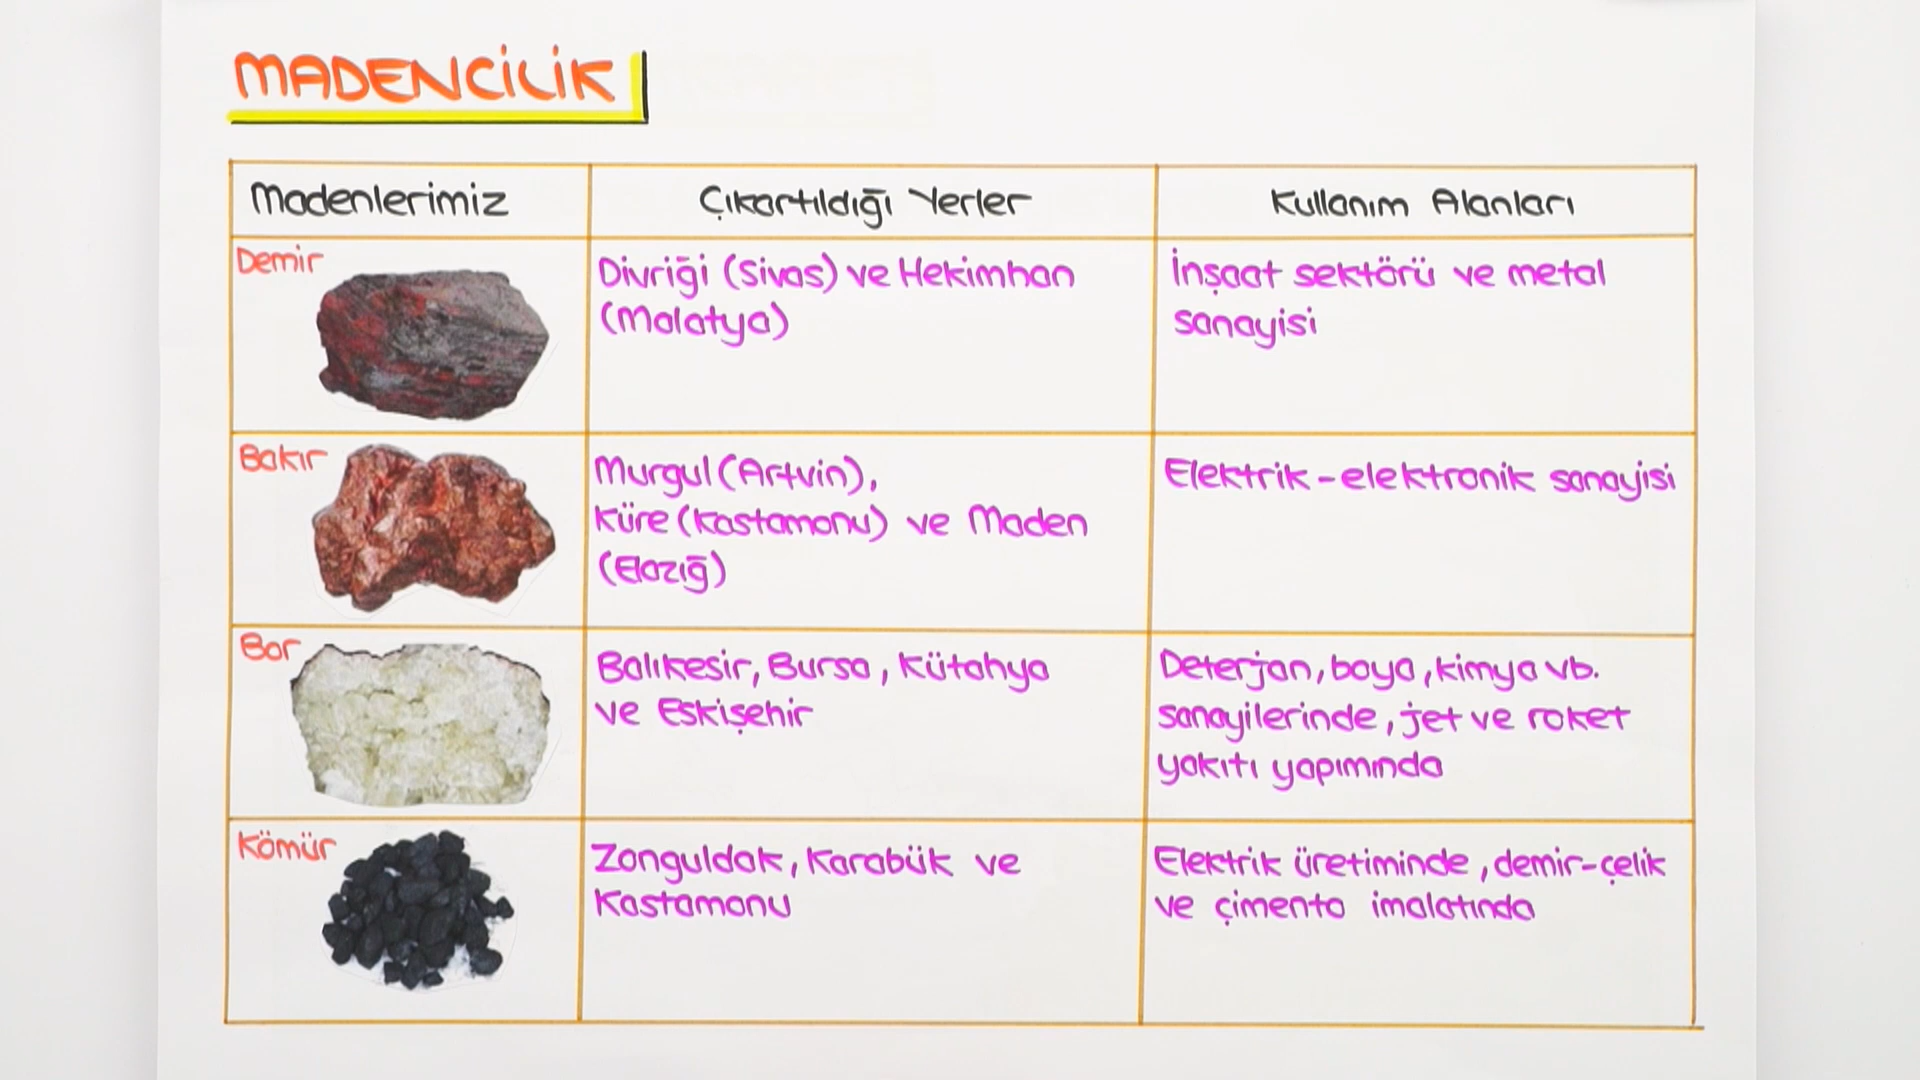 MADENCİLİK
Madenlerimiz
Çıkartıldığı Yerler
Kullanım Alanları
Demir
Divriği (Sivas) ve Hekimhan
(Malatya)
İnşaat sektörü ve metal
sanayisi
Bakır
Murgul (Artvin),
Küre (Kastamonu) ve Maden
(Elazığ)
Elektrik-elektronik sanayisi
Bor
Balıkesir, Bursa, Kütahya
ve Eskişehir
Deterjan, boya, kimya vb.
sanayilerinde, jet ve roket
yakıtı yapımında
Kömür
Zonguldak, Karabük ve
Kastamonu
Elektrik üretiminde, demir-çelik
ve çimento imalatında